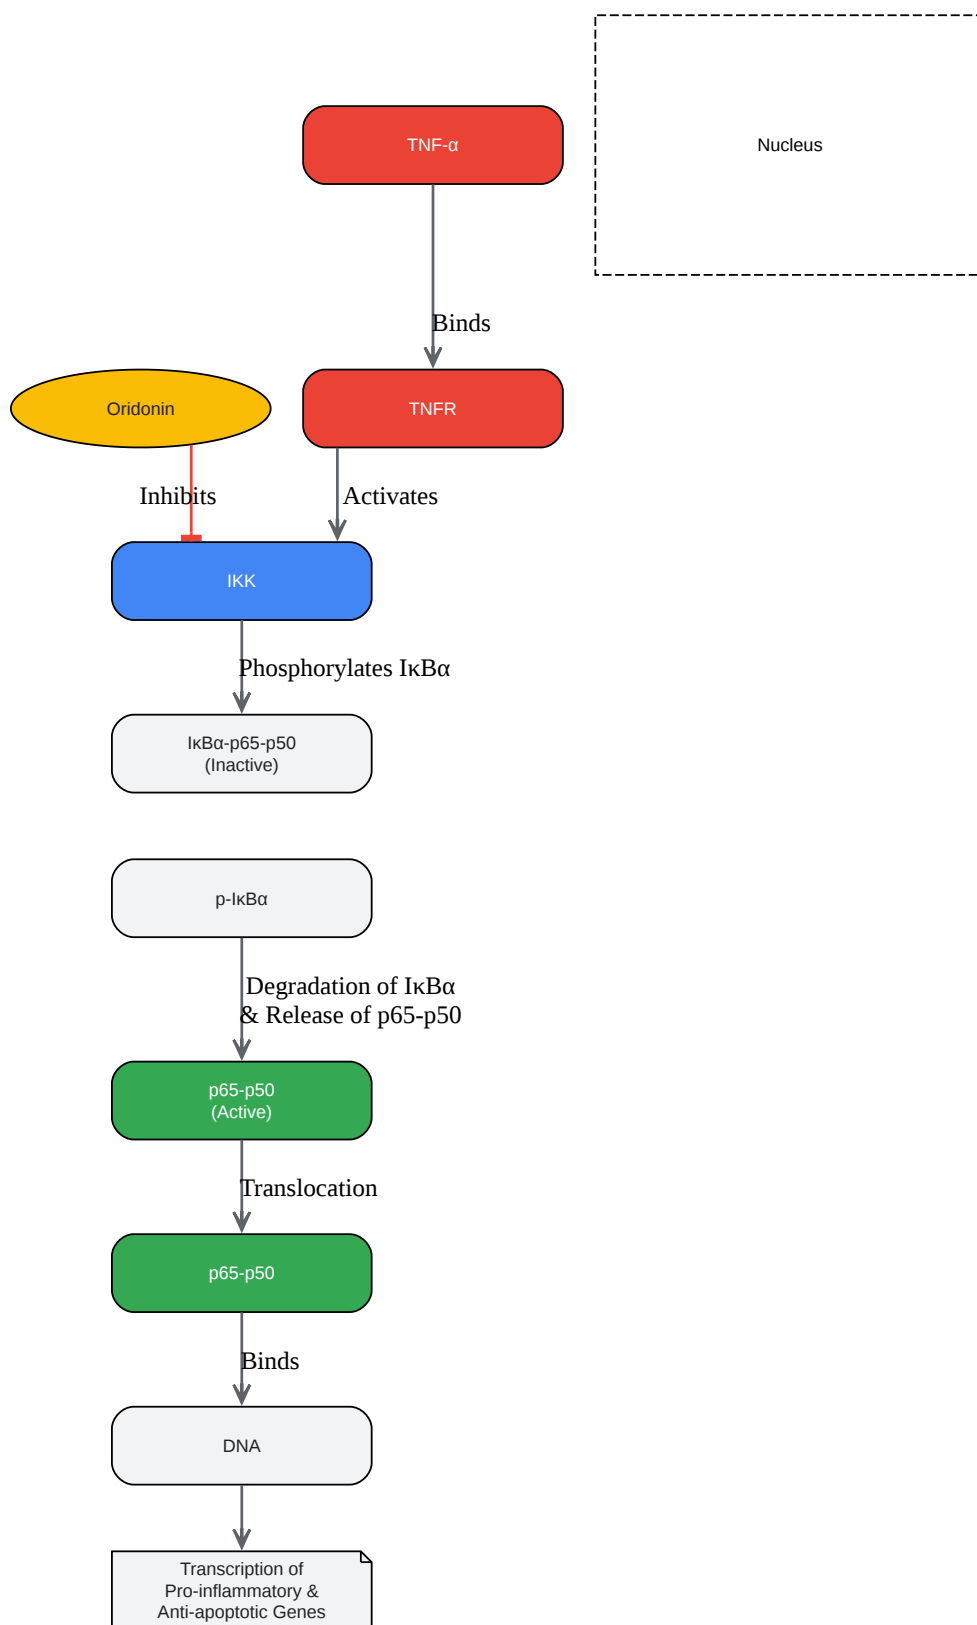 TNF-α
Nucleus
Binds
Oridonin
TNFR
Inhibits
Activates
IKK
Phosphorylates IκBα
IκBα-p65-p50
(Inactive)
p-IκBα
Degradation of IκBα
& Release of p65-p50
p65-p50
(Active)
Translocation
p65-p50
Binds
DNA
Transcription of
Pro-inflammatory &
Anti-apoptotic Genes